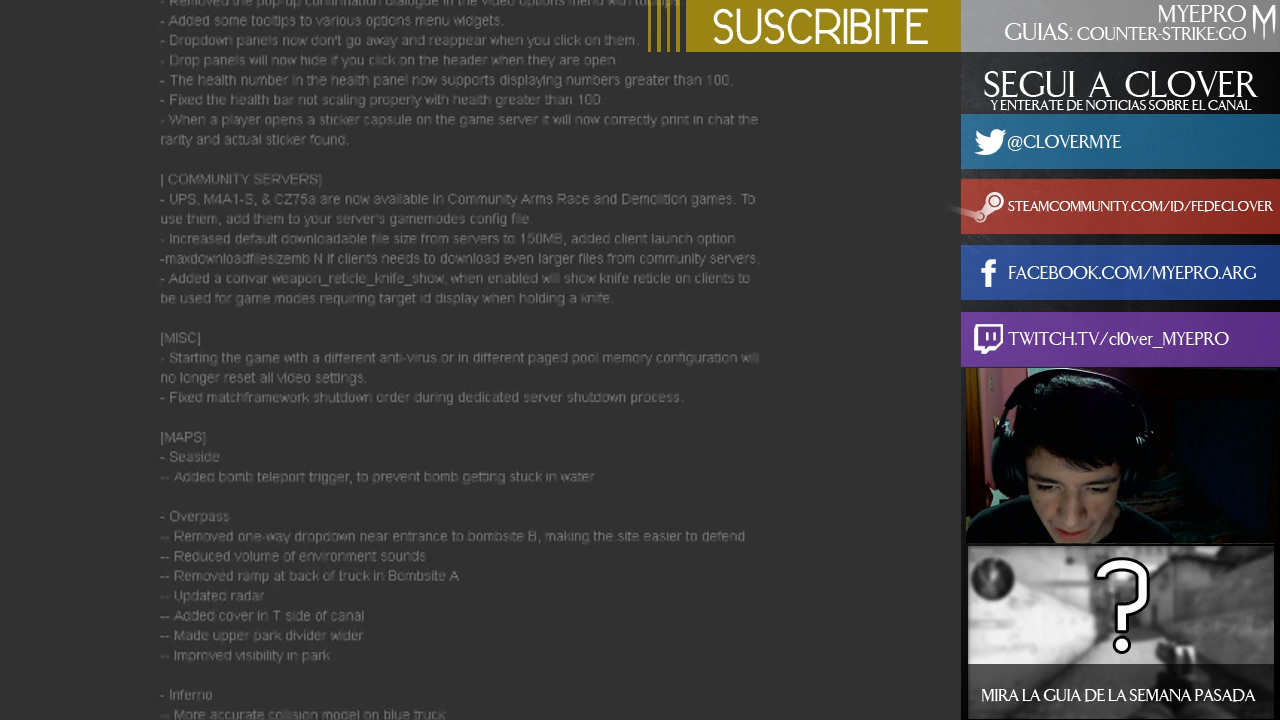 - Removed the pop-up confirmation dialogue in the video options menu with tooltips.
- Added some tooltips to various options menu widgets.
- Dropdown panels now don't go away and reappear when you click on them.
- Drop panels will now hide if you click on the header when they are open.
- The health number in the health panel now supports displaying numbers greater than 100.
- Fixed the health bar not scaling properly with health greater than 100.
- When a player opens a sticker capsule on the game server it will now correctly print in chat the
rarity and actual sticker found.
[ COMMUNITY SERVERS]
- UPS, M4A1-S, & CZ75a are now available in Community Arms Race and Demolition games. To
use them, add them to your server's gamemodes config file.
- Increased default downloadable file size from servers to 150MB, added client launch option
-maxdownloadfilesizemb N if clients needs to download even larger files from community servers.
- Added a convar weapon_reticle_knife_show, when enabled will show knife reticle on clients to
be used for game modes requiring target id display when holding a knife.
[MISC]
- Starting the game with a different anti-virus or in different paged pool memory configuration will
no longer reset all video settings.
- Fixed matchframework shutdown order during dedicated server shutdown process.
[MAPS]
- Seaside
-- Added bomb teleport trigger, to prevent bomb getting stuck in water
- Overpass
-- Removed one-way dropdown near entrance to bombsite B, making the site easier to defend
-- Reduced volume of environment sounds
-- Removed ramp at back of truck in Bombsite A
-- Updated radar
-- Added cover in T side of canal
-- Made upper park divider wider
-- Improved visibility in park
- Inferno
-- More accurate collision model on blue truck
SUSCRIBITE
MYEPRO
GUIAS: COUNTER-STRIKE:GO
M
SEGUI A CLOVER
Y ENTERATE DE NOTICIAS SOBRE EL CANAL
@CLOVERMYE
STEAMCOMMUNITY.COM/ID/FEDECLOVER
FACEBOOK.COM/MYEPRO.ARG
TWITCH.TV/cl0ver_MYEPRO
?
MIRA LA GUIA DE LA SEMANA PASADA